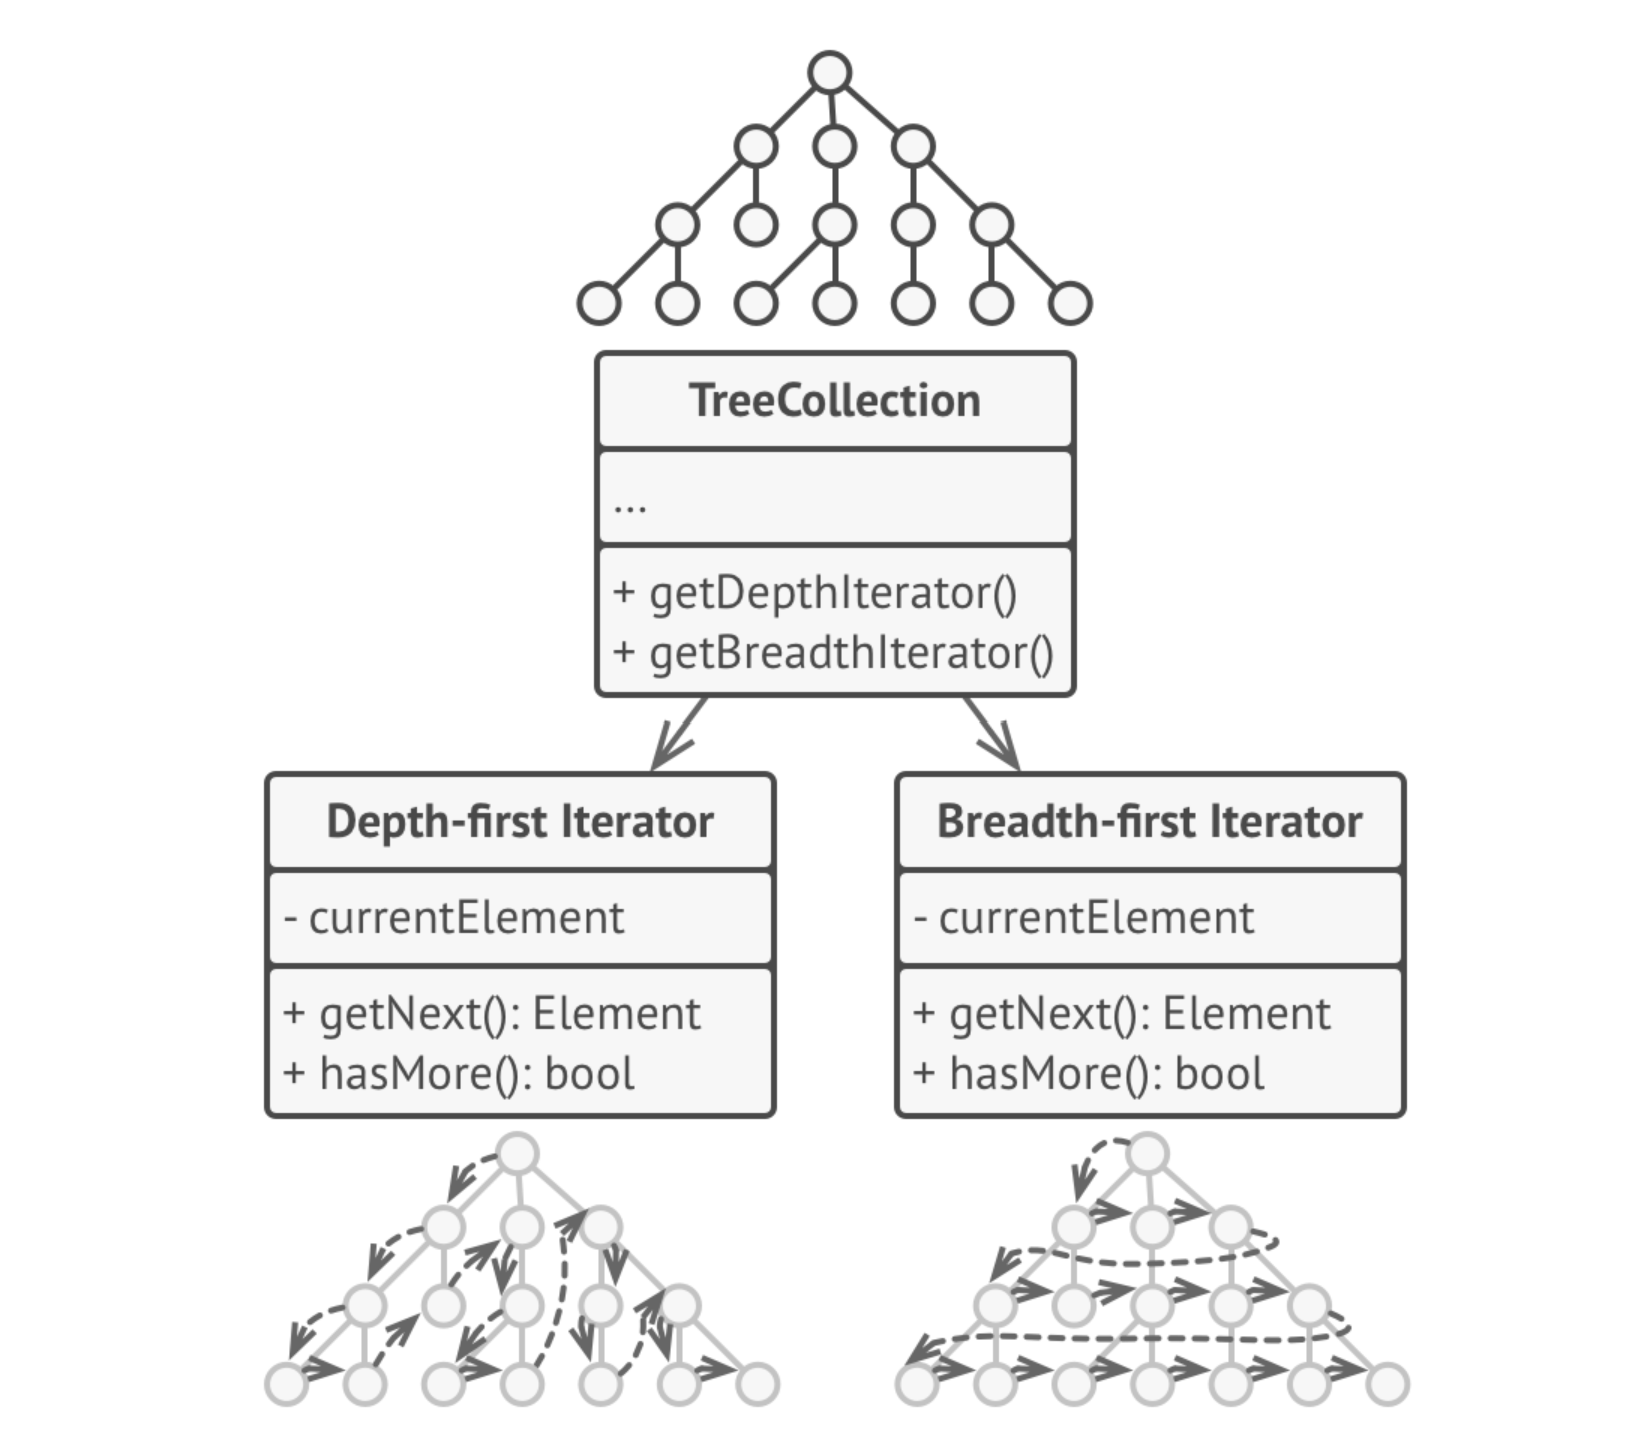 TreeCollection
...
+ getDepthIterator()
+ getBreadthIterator()
Depth-first Iterator
- currentElement
+ getNext(): Element
+ hasMore(): bool
Breadth-first Iterator
- currentElement
+ getNext(): Element
+ hasMore(): bool